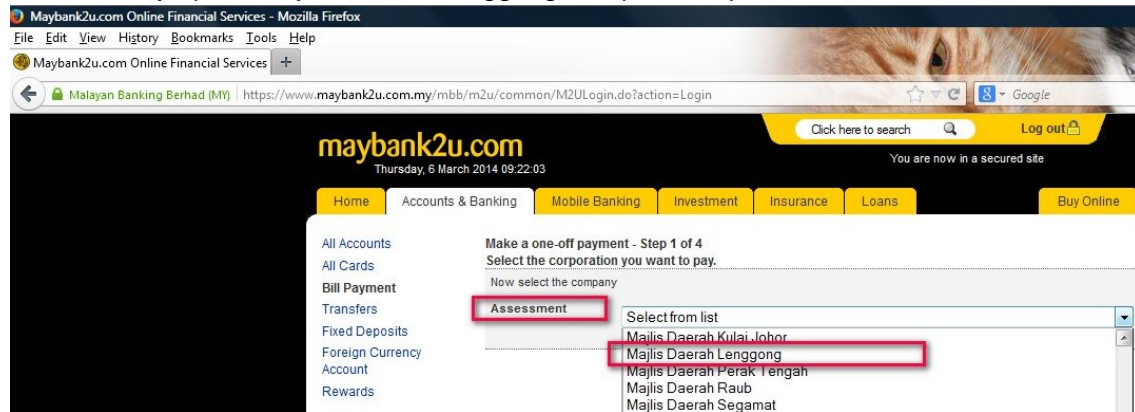 Maybank2u.com Online Financial Services - Mozilla Firefox
File Edit View History Bookmarks Tools Help
Maybank2u.com Online Financial Services +
Malayan Banking Berhad (MY) https://www.maybank2u.com.my/mbb/m2u/common/M2ULogin.do?action=Login
8 Google
Click here to search Log out
maybank2u.com
You are now in a secured site
Thursday, 6 March 2014 09:22:03
Home Accounts & Banking Mobile Banking Investment Insurance Loans Buy Online
All Accounts
All Cards
Bill Payment
Transfers
Fixed Deposits
Foreign Currency
Account
Rewards
Make a one-off payment - Step 1 of 4
Select the corporation you want to pay.
Now select the company
Assessment
Select from list
Majlis Daerah Kulai Johor
Majlis Daerah Lenggong
Majlis Daerah Perak Tengah
Majlis Daerah Raub
Majlis Daerah Segamat